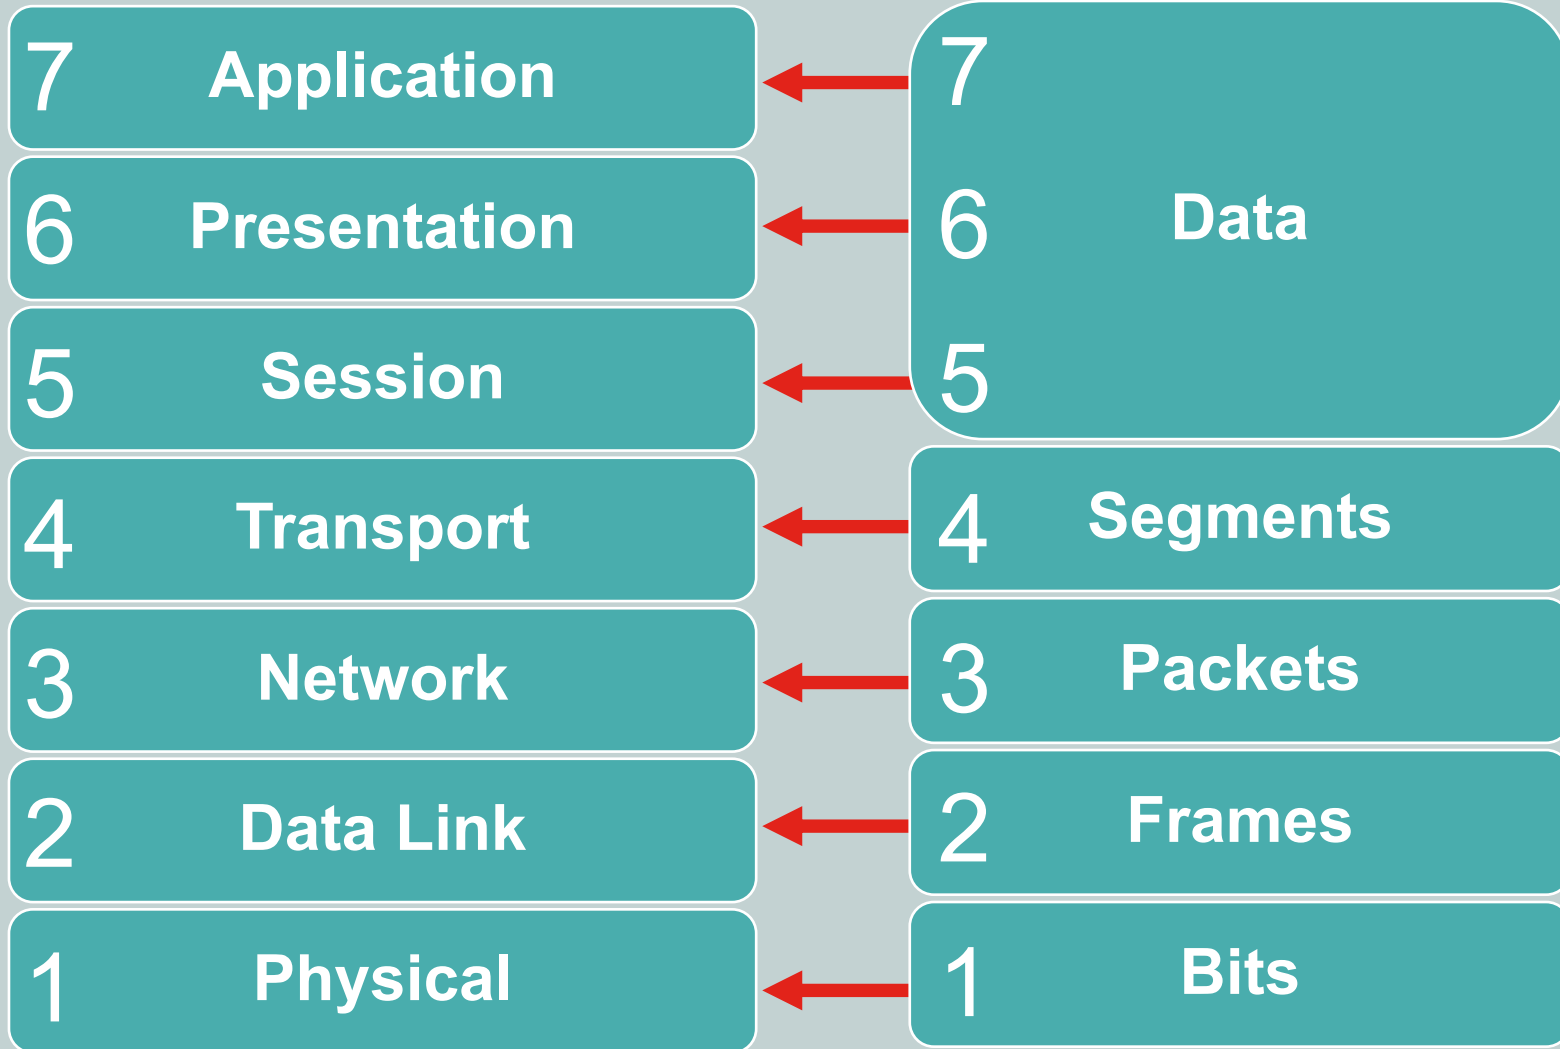 7 Application
6 Presentation
5 Session
4 Transport
3 Network
2 Data Link
1 Physical
7
6 Data
5
4 Segments
3 Packets
2 Frames
1 Bits